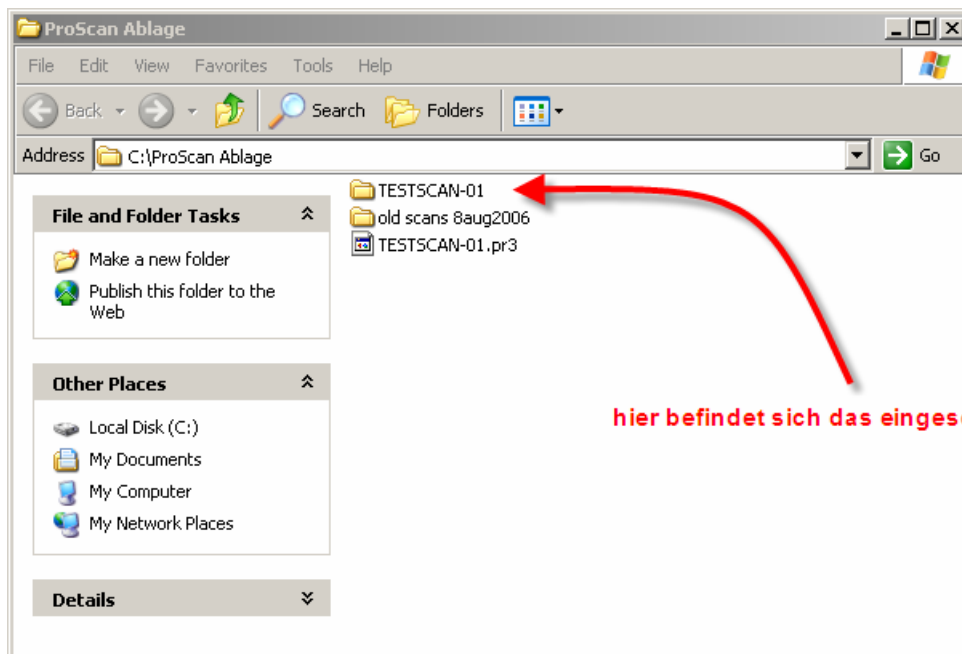 ProScan Ablage
File Edit View Favorites Tools Help
Back Search Folders
Address C:\ProScan Ablage Go
File and Folder Tasks
Make a new folder
Publish this folder to the
Web
Other Places
Local Disk (C:)
My Documents
My Computer
My Network Places
Details
TESTSCAN-01
old scans 8aug2006
TESTSCAN-01.pr3
hier befindet sich das